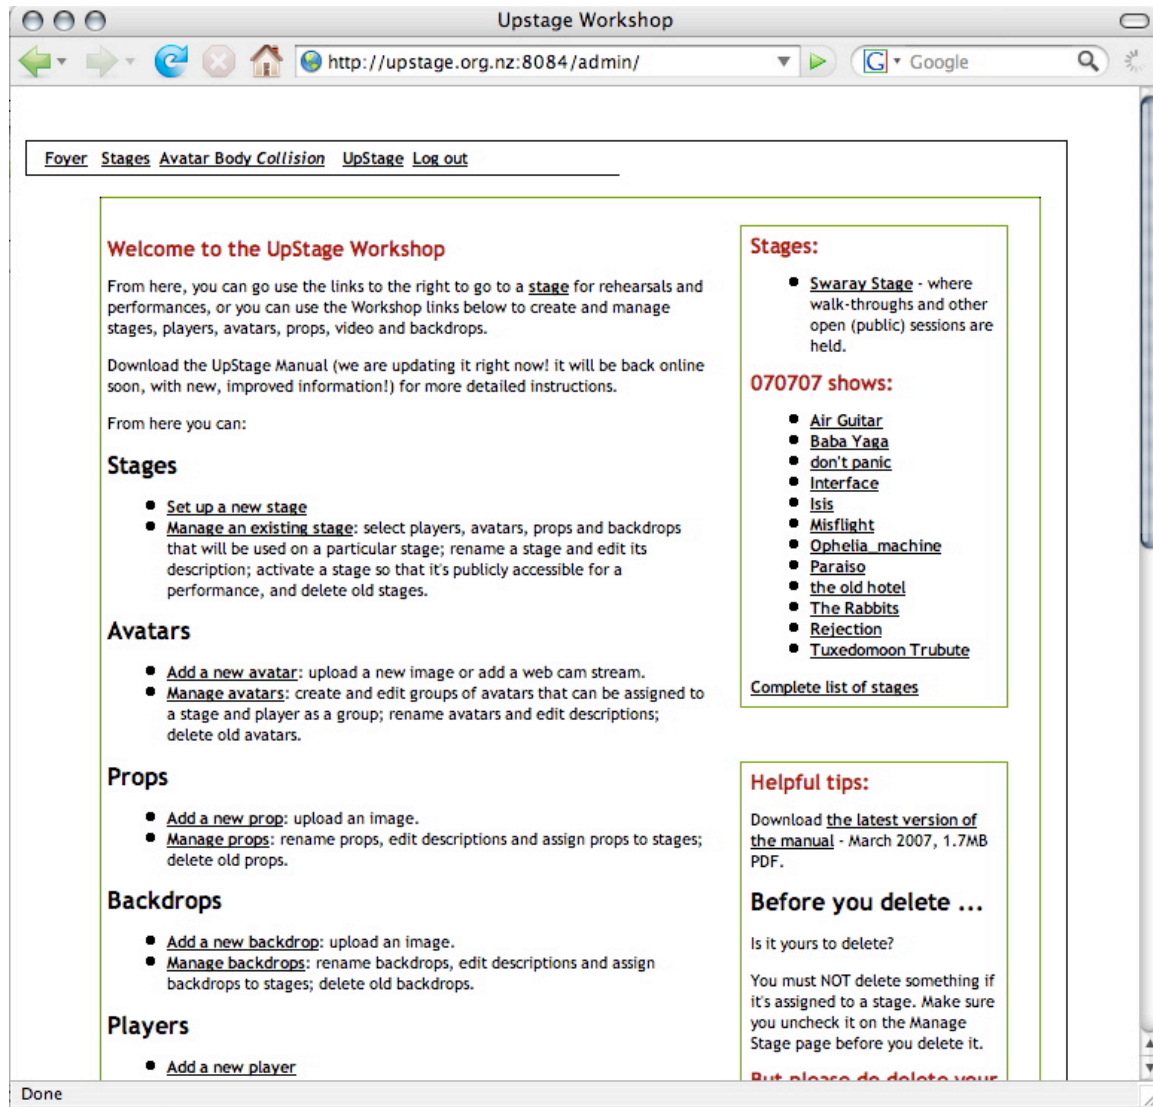 Upstage Workshop
http://upstage.org.nz:8084/admin/
G Google
Foyer Stages Avatar Body Collision UpStage Log out
Welcome to the UpStage Workshop
From here, you can go use the links to the right to go to a stage for rehearsals and
performances, or you can use the Workshop links below to create and manage
stages, players, avatars, props, video and backdrops.
Download the UpStage Manual (we are updating it right now! it will be back online
soon, with new, improved information!) for more detailed instructions.
From here you can:
Stages
Set up a new stage
Manage an existing stage: select players, avatars, props and backdrops
that will be used on a particular stage; rename a stage and edit its
description; activate a stage so that it's publicly accessible for a
performance, and delete old stages.
Avatars
Add a new avatar: upload a new image or add a web cam stream.
Manage avatars: create and edit groups of avatars that can be assigned to
a stage and player as a group; rename avatars and edit descriptions;
delete old avatars.
Props
Add a new prop: upload an image.
Manage props: rename props, edit descriptions and assign props to stages;
delete old props.
Backdrops
Add a new backdrop: upload an image.
Manage backdrops: rename backdrops, edit descriptions and assign
backdrops to stages; delete old backdrops.
Players
Add a new player
Stages:
Swaray Stage - where
walk-throughs and other
open (public) sessions are
held.
070707 shows:
Air Guitar
Baba Yaga
don't panic
Interface
Isis
Misflight
Ophelia_machine
Paraiso
the old hotel
The Rabbits
Rejection
Tuxedomoon Trubute
Complete list of stages
Helpful tips:
Download the latest version of
the manual - March 2007, 1.7MB
PDF.
Before you delete ...
Is it yours to delete?
You must NOT delete something if
it's assigned to a stage. Make sure
you uncheck it on the Manage
Stage page before you delete it.
But please do delete your
Done